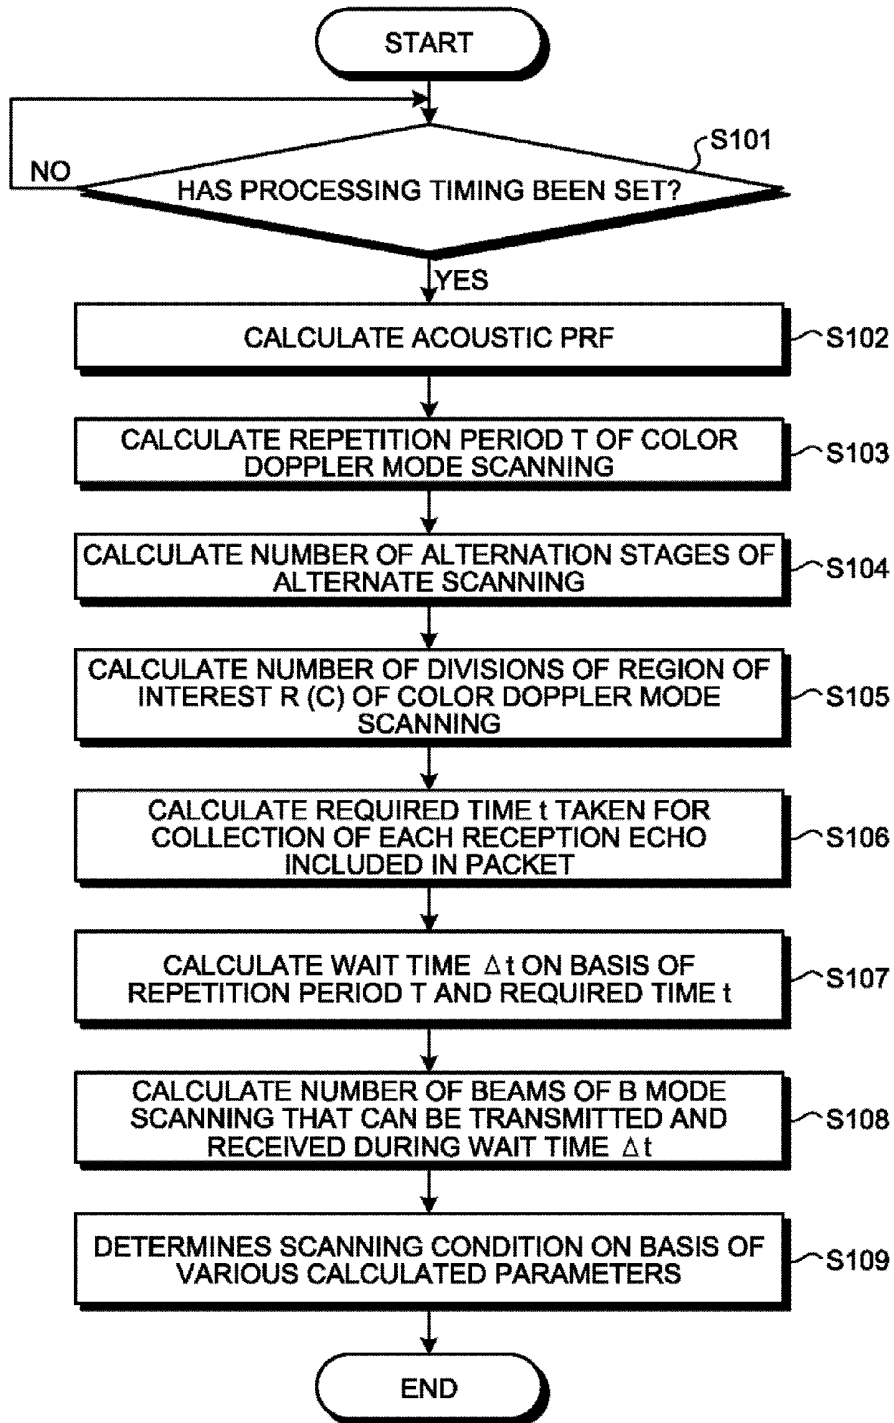 START
S101
NO
HAS PROCESSING TIMING BEEN SET?
YES
CALCULATE ACOUSTIC PRF
S102
CALCULATE REPETITION PERIOD T OF COLOR
DOPPLER MODE SCANNING
S103
CALCULATE NUMBER OF ALTERNATION STAGES OF
ALTERNATE SCANNING
S104
CALCULATE NUMBER OF DIVISIONS OF REGION OF
INTEREST R (C) OF COLOR DOPPLER MODE
SCANNING
S105
CALCULATE REQUIRED TIME t TAKEN FOR
COLLECTION OF EACH RECEPTION ECHO
INCLUDED IN PACKET
S106
CALCULATE WAIT TIME Δt ON BASIS OF
REPETITION PERIOD T AND REQUIRED TIME t
S107
CALCULATE NUMBER OF BEAMS OF B MODE
SCANNING THAT CAN BE TRANSMITTED AND
RECEIVED DURING WAIT TIME Δt
S108
DETERMINES SCANNING CONDITION ON BASIS OF
VARIOUS CALCULATED PARAMETERS
S109
END